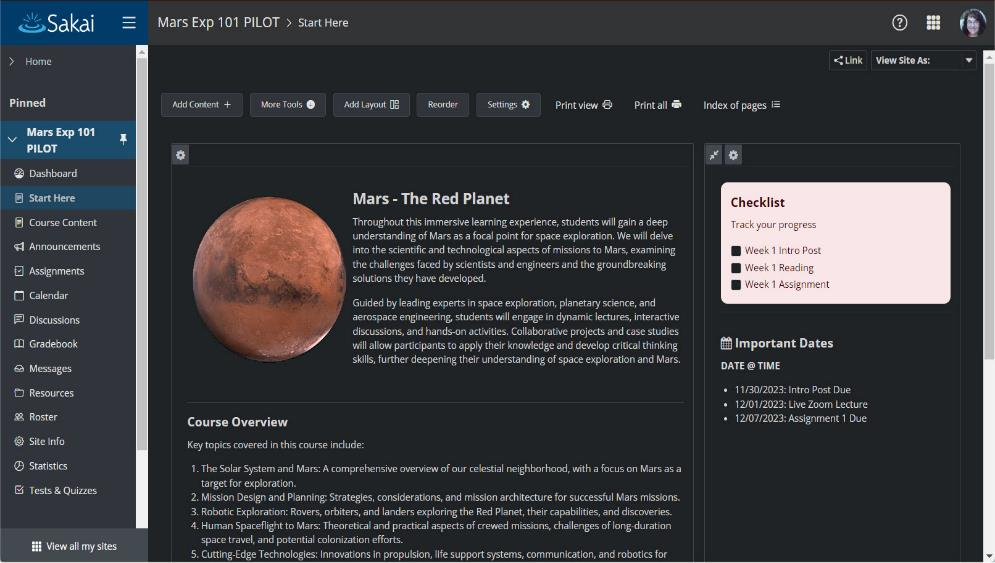 Sakai
Mars Exp 101 PILOT > Start Here
Link
View Site As:
Home
Pinned
Mars Exp 101
PILOT
Dashboard
Start Here
Course Content
Announcements
Assignments
Calendar
Discussions
Gradebook
Messages
Resources
Roster
Site Info
Statistics
Tests & Quizzes
View all my sites
Add Content +
More Tools
Add Layout
Reorder
Settings
Print view
Print all
Index of pages
Mars - The Red Planet
Throughout this immersive learning experience, students will gain a deep
understanding of Mars as a focal point for space exploration. We will delve
into the scientific and technological aspects of missions to Mars, examining
the challenges faced by scientists and engineers and the groundbreaking
solutions they have developed.
Guided by leading experts in space exploration, planetary science, and
aerospace engineering, students will engage in dynamic lectures, interactive
discussions, and hands-on activities. Collaborative projects and case studies
will allow participants to apply their knowledge and develop critical thinking
skills, further deepening their understanding of space exploration and Mars.
Course Overview
Key topics covered in this course include:
1. The Solar System and Mars: A comprehensive overview of our celestial neighborhood, with a focus on Mars as a
target for exploration.
2. Mission Design and Planning: Strategies, considerations, and mission architecture for successful Mars missions.
3. Robotic Exploration: Rovers, orbiters, and landers exploring the Red Planet, their capabilities, and discoveries.
4. Human Spaceflight to Mars: Theoretical and practical aspects of crewed missions, challenges of long-duration
space travel, and potential colonization efforts.
5. Cutting-Edge Technologies: Innovations in propulsion, life support systems, communication, and robotics for
Checklist
Track your progress
Week 1 Intro Post
Week 1 Reading
Week 1 Assignment
Important Dates
DATE @ TIME
• 11/30/2023: Intro Post Due
• 12/01/2023: Live Zoom Lecture
• 12/07/2023: Assignment 1 Due